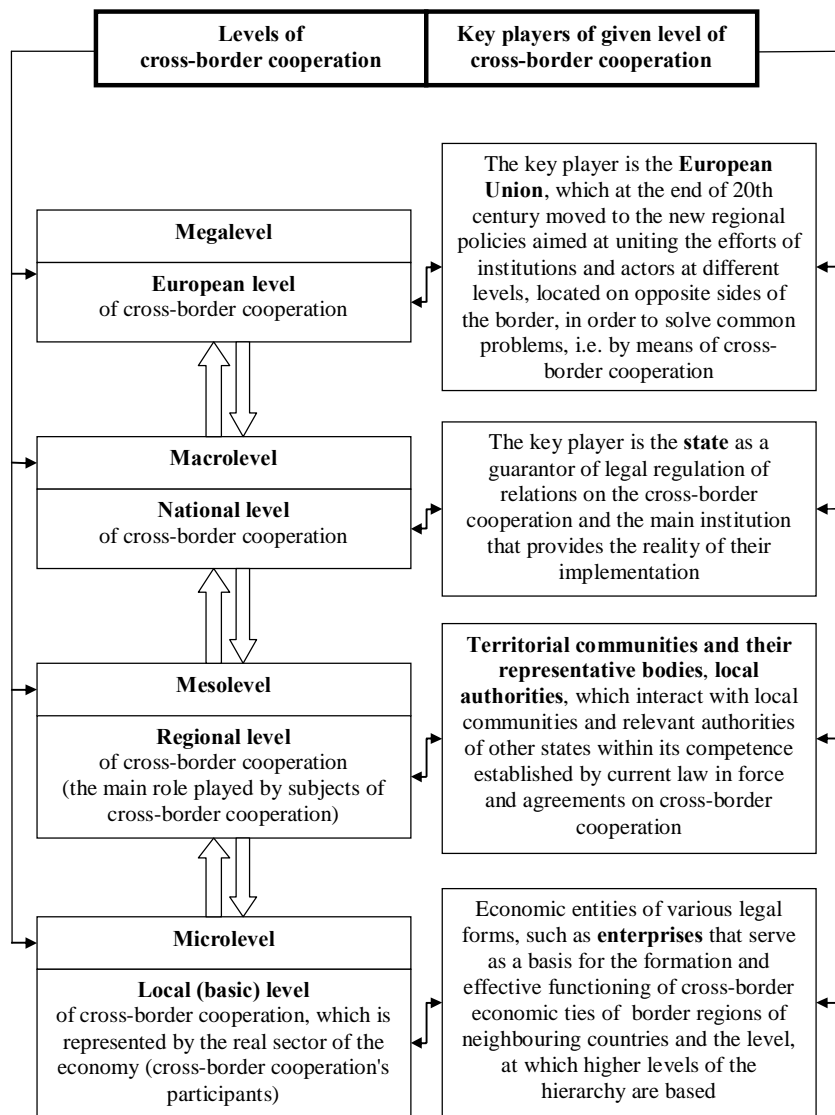 Levels of
cross-border cooperation
Key players of given level of
cross-border cooperation
Megalevel
European level
of cross-border cooperation
The key player is the European
Union, which at the end of 20th
century moved to the new regional
policies aimed at uniting the efforts of
institutions and actors at different
levels, located on opposite sides of
the border, in order to solve common
problems, i.e. by means of cross-
border cooperation
Macrolevel
National level
of cross-border cooperation
The key player is the state as a
guarantor of legal regulation of
relations on the cross-border
cooperation and the main institution
that provides the reality of their
implementation
Mesolevel
Regional level
of cross-border cooperation
(the main role played by subjects of
cross-border cooperation)
Territorial communities and their
representative bodies, local
authorities, which interact with local
communities and relevant authorities
of other states within its competence
established by current law in force
and agreements on cross-border
cooperation
Microlevel
Local (basic) level
of cross-border cooperation, which is
represented by the real sector of the
economy (cross-border cooperation's
participants)
Economic entities of various legal
forms, such as enterprises that serve
as a basis for the formation and
effective functioning of cross-border
economic ties of border regions of
neighbouring countries and the level,
at which higher levels of the
hierarchy are based